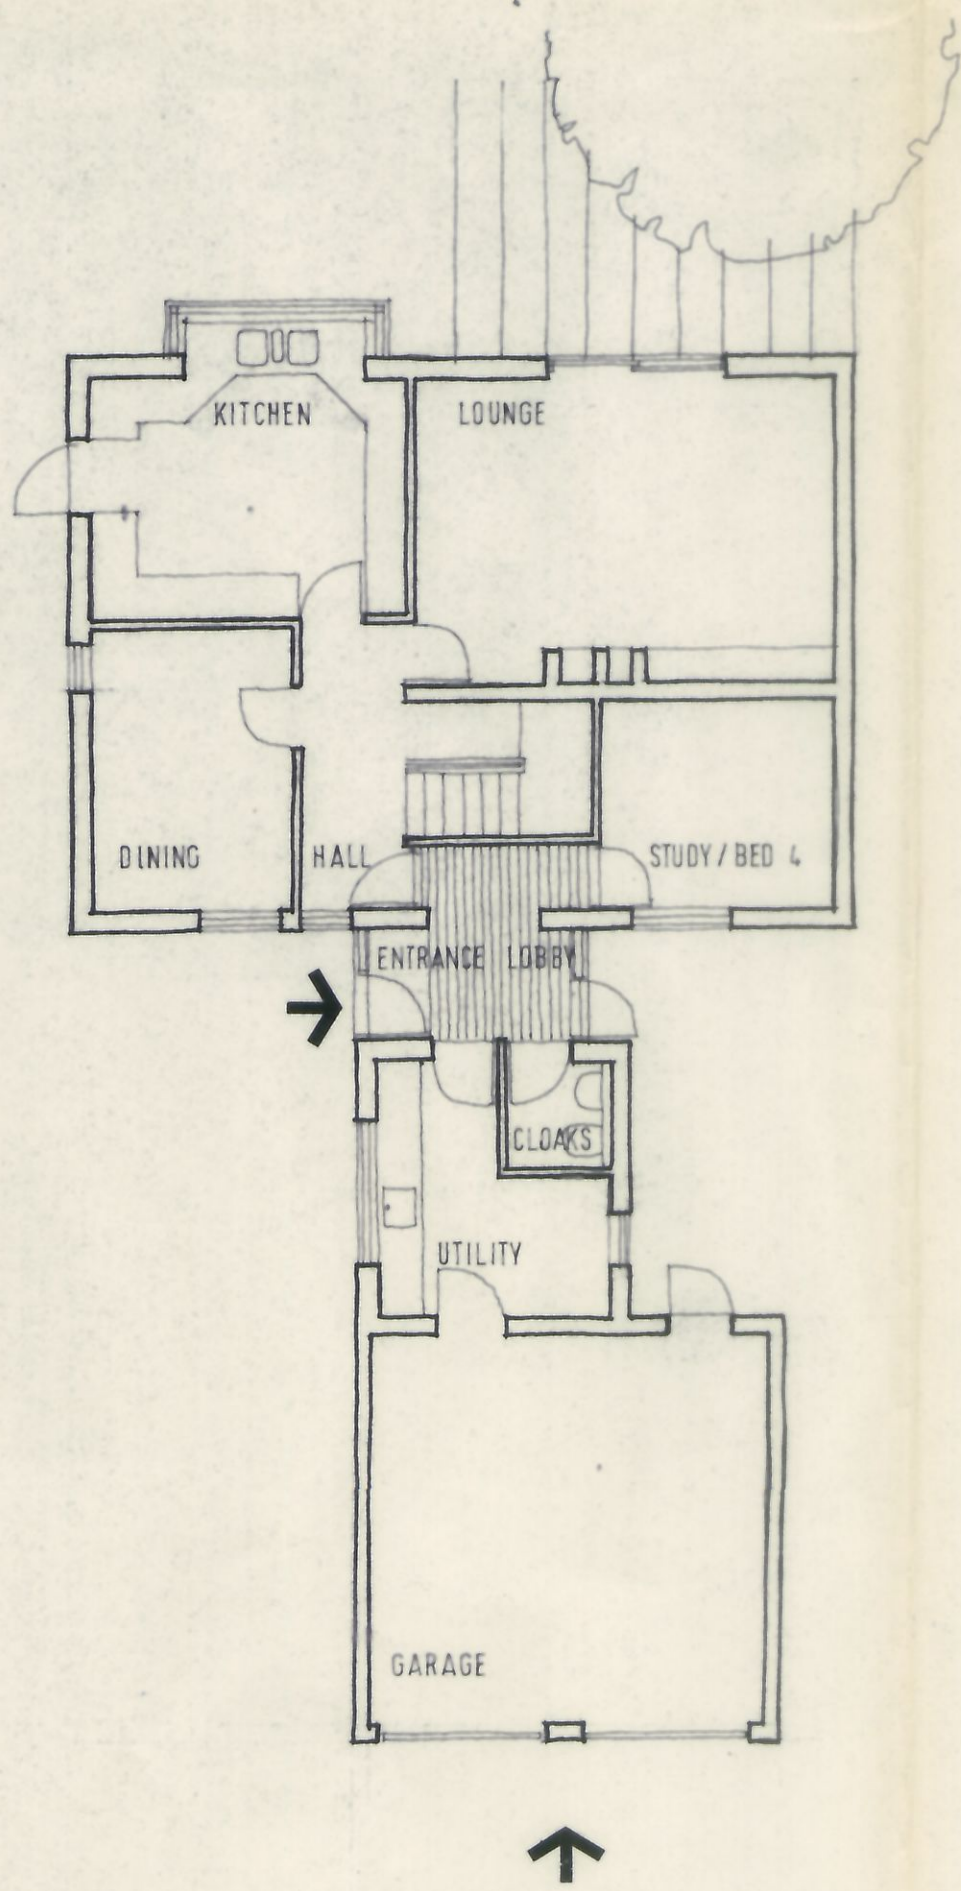 KITCHEN
LOUNGE
DINING
HALL
STUDY / BED 4
ENTRANCE LOBBY
CLOAKS
UTILITY
GARAGE